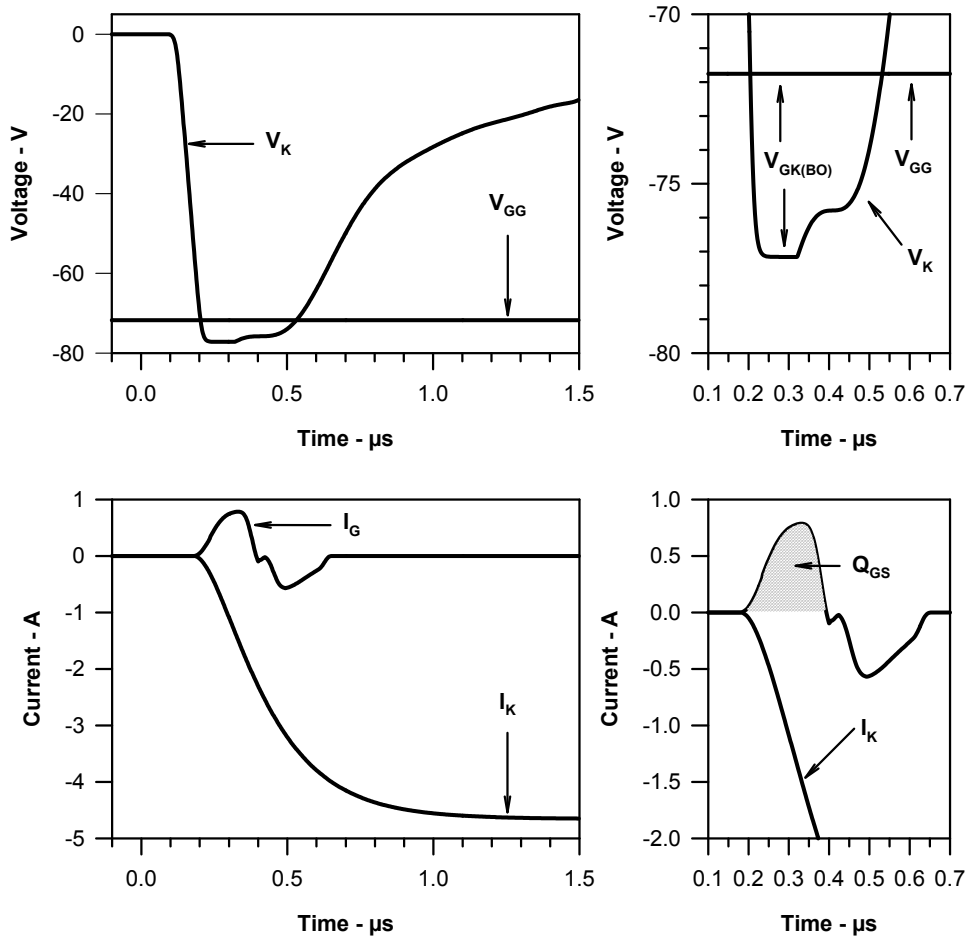 0
-20
-40
-60
-80
Voltage - V
V_K
V_GG
0.0 0.5 1.0 1.5
Time - µs
-70
-75
-80
Voltage - V
V_GK(BO)
V_GG
V_K
0.1 0.2 0.3 0.4 0.5 0.6 0.7
Time - µs
1
0
-1
-2
-3
-4
-5
Current - A
I_G
I_K
0.0 0.5 1.0 1.5
Time - µs
1.0
0.5
0.0
-0.5
-1.0
-1.5
-2.0
Current - A
Q_GS
I_K
0.1 0.2 0.3 0.4 0.5 0.6 0.7
Time - µs